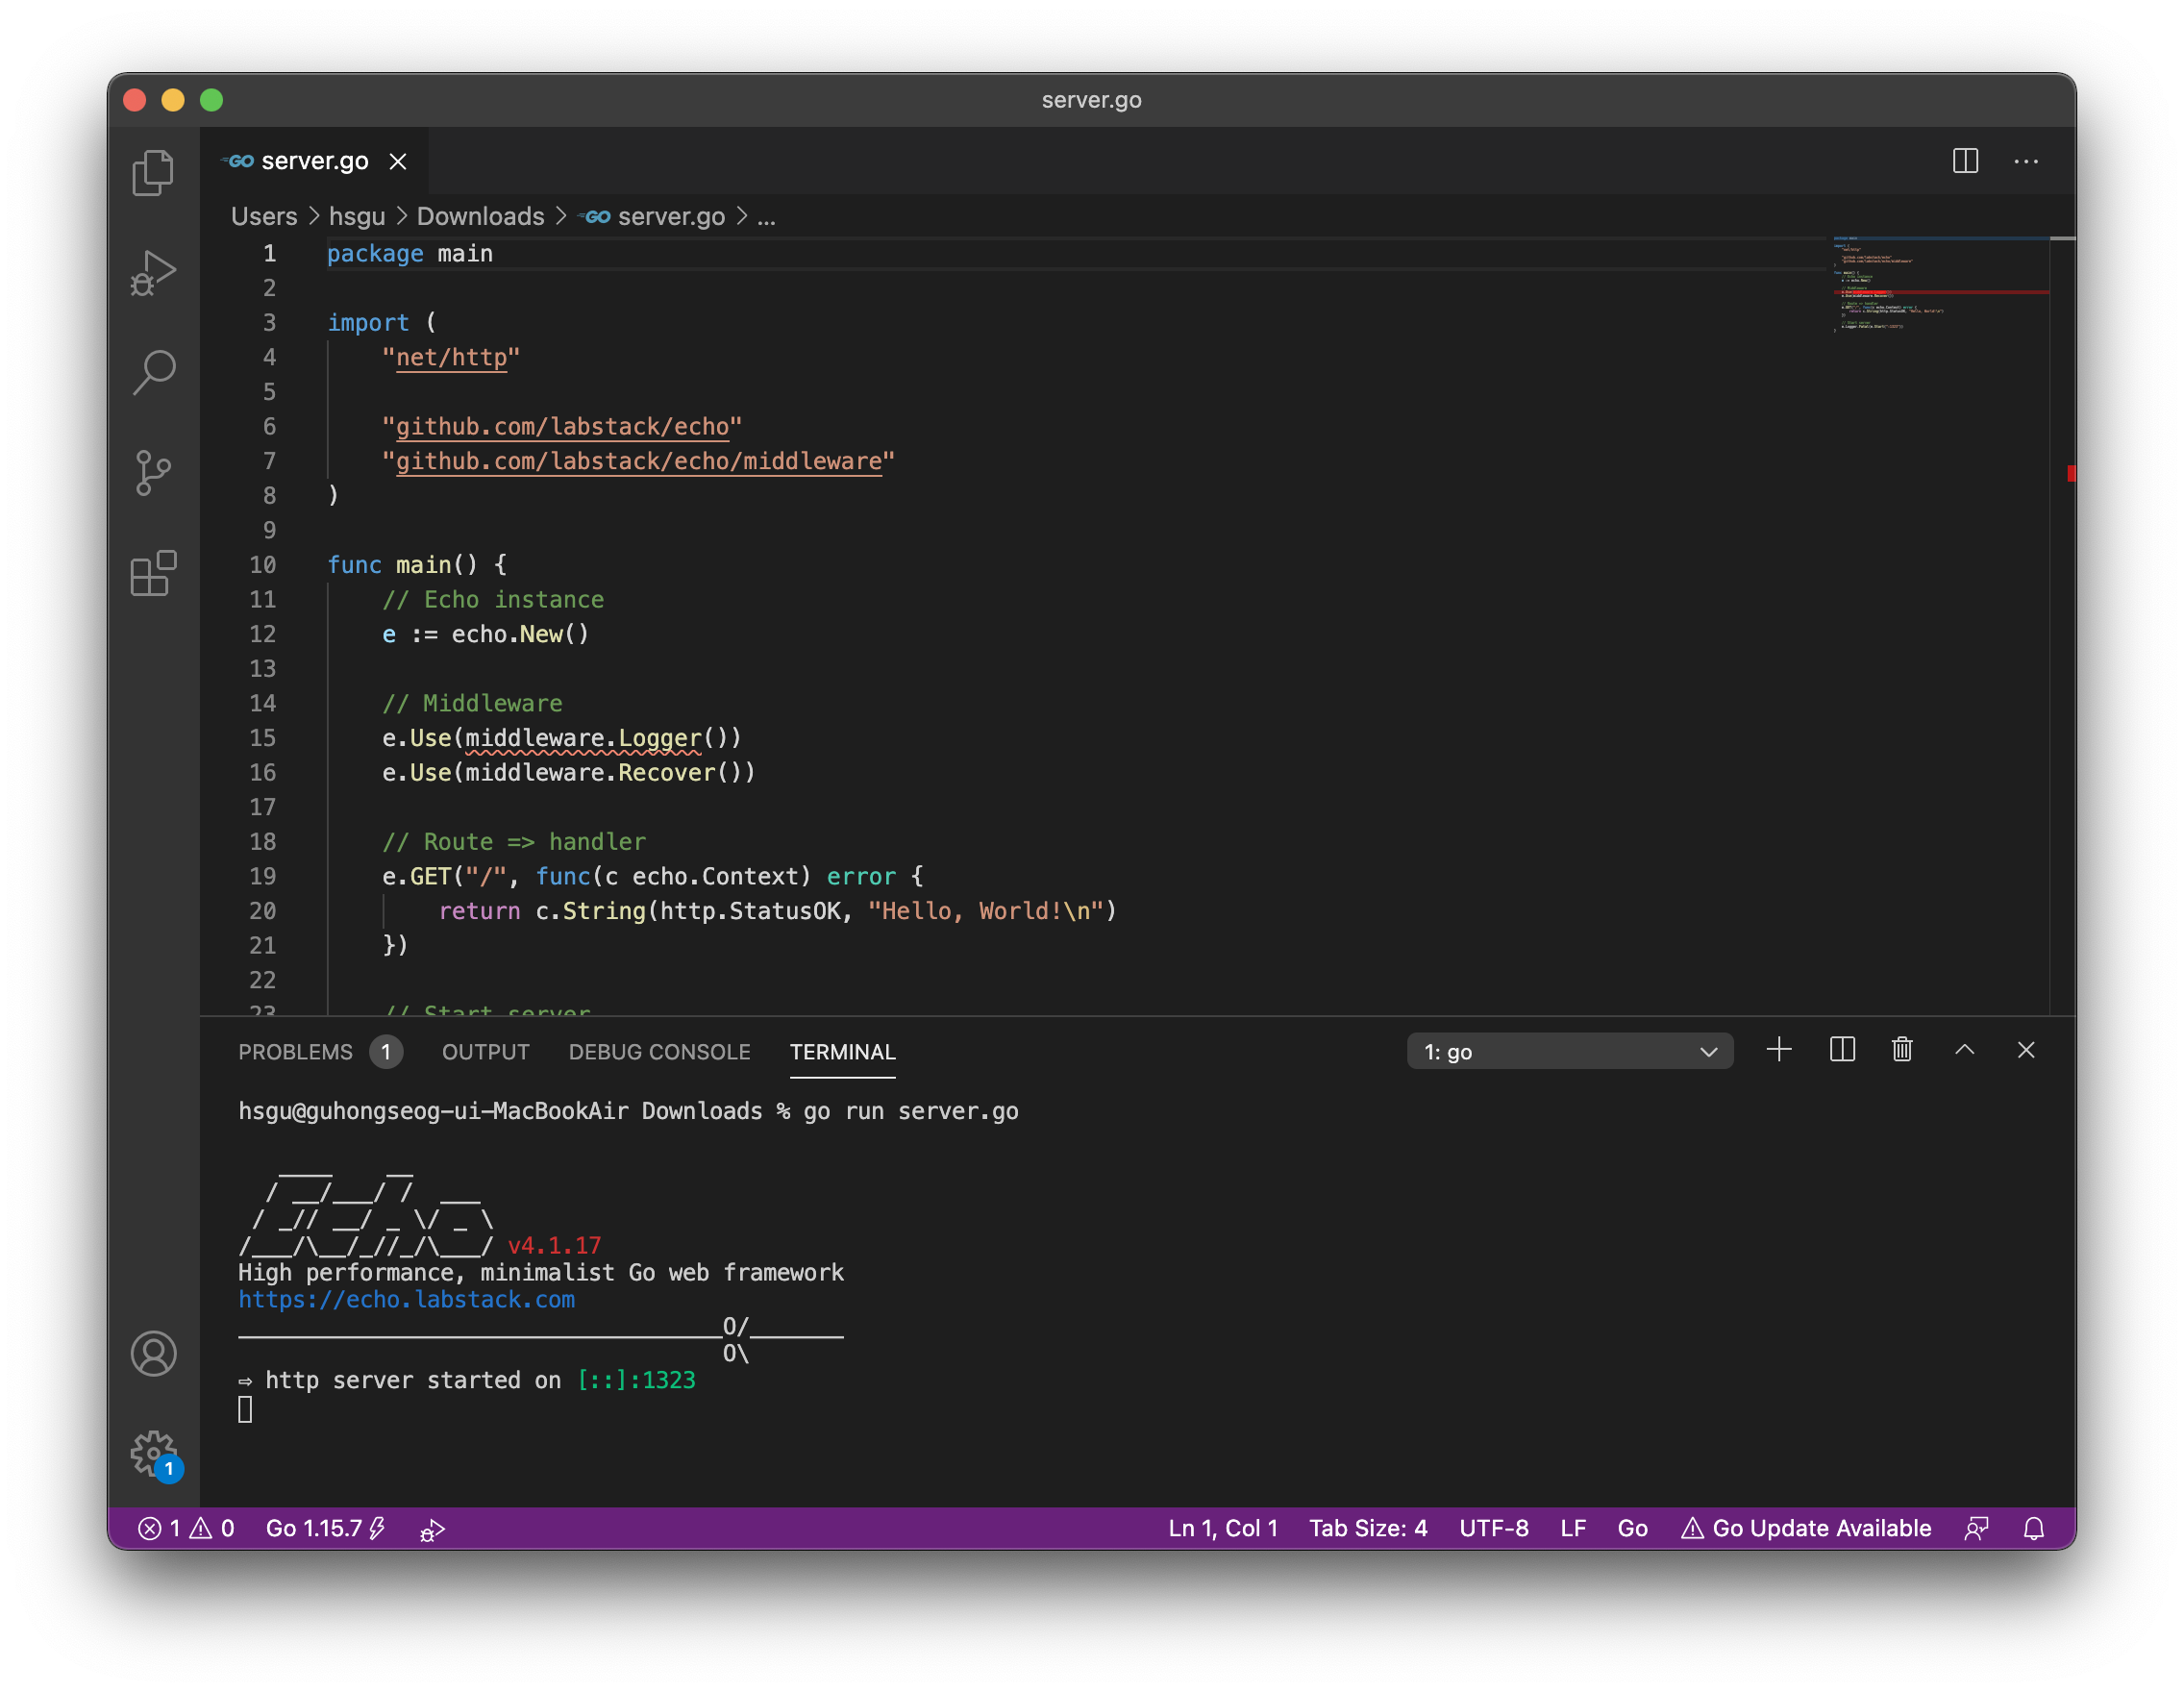 server.go
GO server.go
Users > hsgu > Downloads > GO server.go > ...
1 package main
2
3 import (
4     "net/http"
5
6     "github.com/labstack/echo"
7     "github.com/labstack/echo/middleware"
8 )
9
10 func main() {
11     // Echo instance
12     e := echo.New()
13
14     // Middleware
15     e.Use(middleware.Logger())
16     e.Use(middleware.Recover())
17
18     // Route => handler
19     e.GET("/", func(c echo.Context) error {
20         return c.String(http.StatusOK, "Hello, World!\n")
21     })
22
23     // Start server
PROBLEMS 1 OUTPUT DEBUG CONSOLE TERMINAL 1: go
hsgu@guhongseog-ui-MacBookAir Downloads % go run server.go
   ____    __
  / __/___/ /  ___
 / _// __/ _ \/ _ \
/___/\__/_//_/\___/ v4.1.17
High performance, minimalist Go web framework
https://echo.labstack.com
____________________________________O/_______
                                    O\
⇨ http server started on [::]:1323
1
1 0 Go 1.15.7 Ln 1, Col 1 Tab Size: 4 UTF-8 LF Go Go Update Available